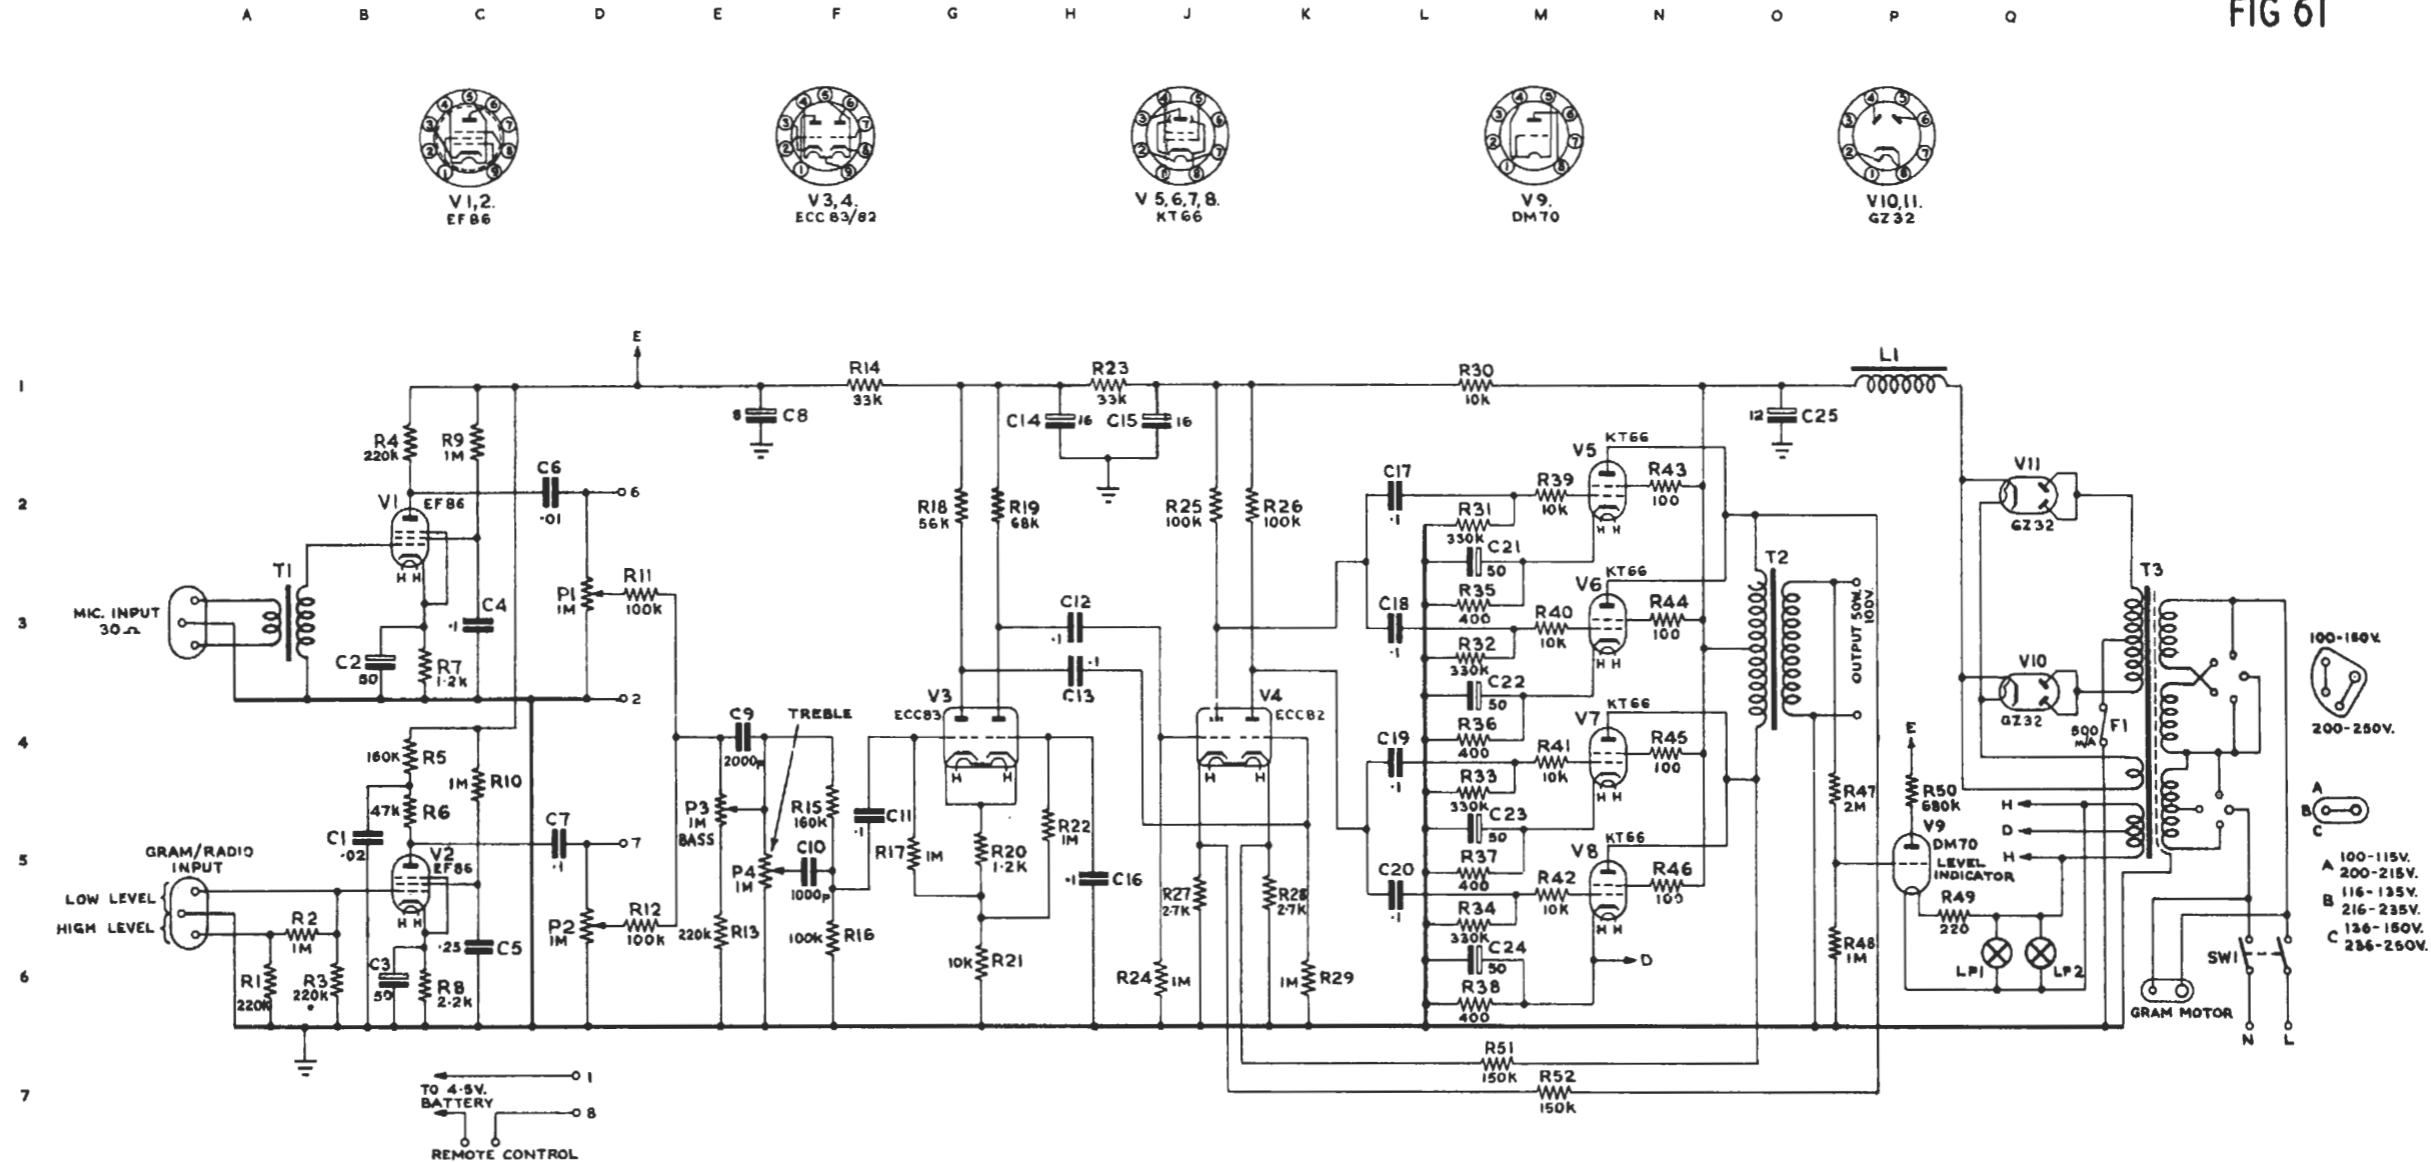 FIG 61
A B C D E F G H J K L M N O P Q
V1,2.
EF86
V3,4.
ECC83/82
V 5,6,7,8.
KT66
V9.
DM70
V10,11.
GZ32
1
2
3
4
5
6
7
E
R14
33K
R23
33K
R30
10K
L1
8
C8
C14
16
C15
16
12
C25
R4
220K
R9
1M
C6
.01
6
V1
EF86
R18
56K
R19
68K
R25
100K
R26
100K
C17
.1
R39
10K
V5
KT66
R43
100
V11
GZ32
R31
330K
C21
50
R35
400
T1
MIC. INPUT
30Ω
C2
50
R7
1.2K
C4
.1
P1
1M
R11
100K
2
C12
.1
C13
.1
C18
.1
R40
10K
V6
KT66
R44
100
R32
330K
C22
50
R36
400
T2
OUTPUT 50W.
100V.
V10
GZ32
T3
F1
500
M/A
100-150V.
200-250V.
160K
R5
1M
R10
47K
R6
C1
.02
V2
EF86
C7
.1
7
C9
2000P
TREBLE
P3
1M
BASS
P4
1M
R15
160K
C10
1000P
C11
.1
V3
ECC83
R17
1M
R20
1.2K
R22
1M
.1
C16
V4
ECC82
R27
2.7K
R28
2.7K
C19
.1
R41
10K
V7
KT66
R45
100
R33
330K
C23
50
R37
400
C20
.1
R42
10K
V8
KT66
R46
100
R34
330K
C24
50
R38
400
D
R47
2M
R48
1M
E
R50
680K
V9
DM70
LEVEL
INDICATOR
R49
220
LP1
LP2
H
D
H
A
B
C
A 100-115V.
200-215V.
B 116-135V.
216-235V.
C 136-150V.
236-250V.
GRAM/RADIO
INPUT
LOW LEVEL
HIGH LEVEL
R2
1M
R1
220K
R3
220K
C3
50
R8
2.2K
.25
C5
P2
1M
R12
100K
220K
R13
100K
R16
10K
R21
R24
1M
1M
R29
SW1
GRAM MOTOR
N
L
R51
150K
R52
150K
1
TO 4.5V.
BATTERY
8
REMOTE CONTROL
H H
H H
H H
H H
H H
H H
H H
H H